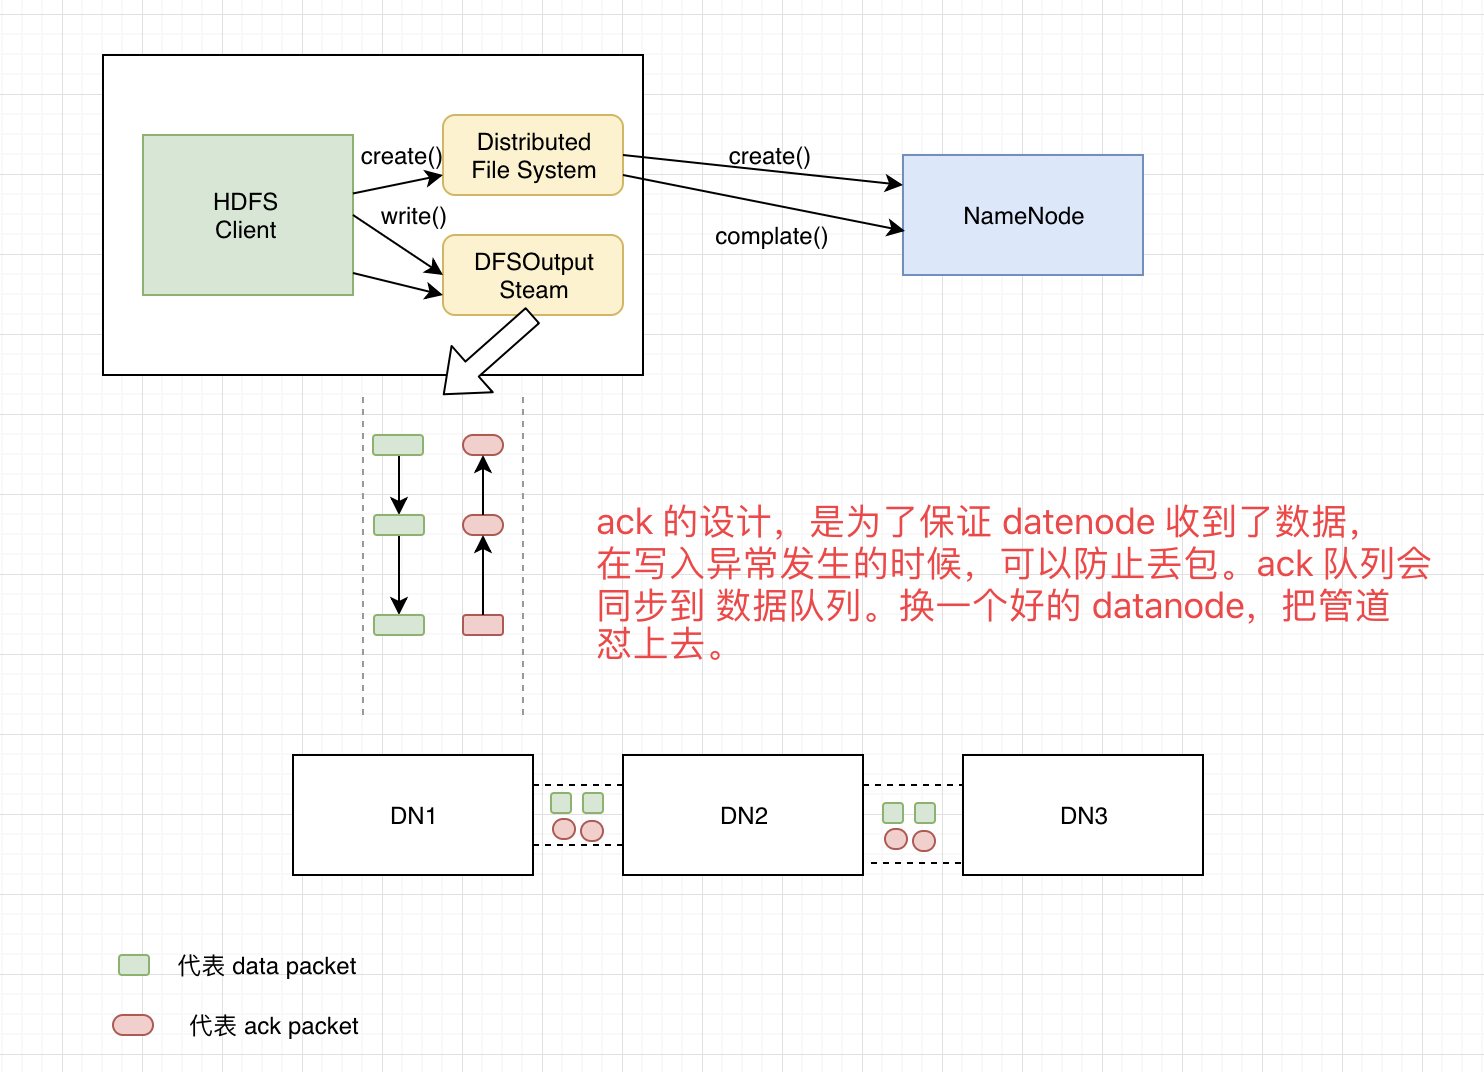 HDFS
Client
create()
Distributed
File System
write()
DFSOutput
Steam
create()
complate()
NameNode
ack 的设计，是为了保证 datenode 收到了数据，
在写入异常发生的时候，可以防止丢包。ack 队列会
同步到 数据队列。换一个好的 datanode，把管道
怼上去。
DN1
DN2
DN3
代表 data packet
代表 ack packet